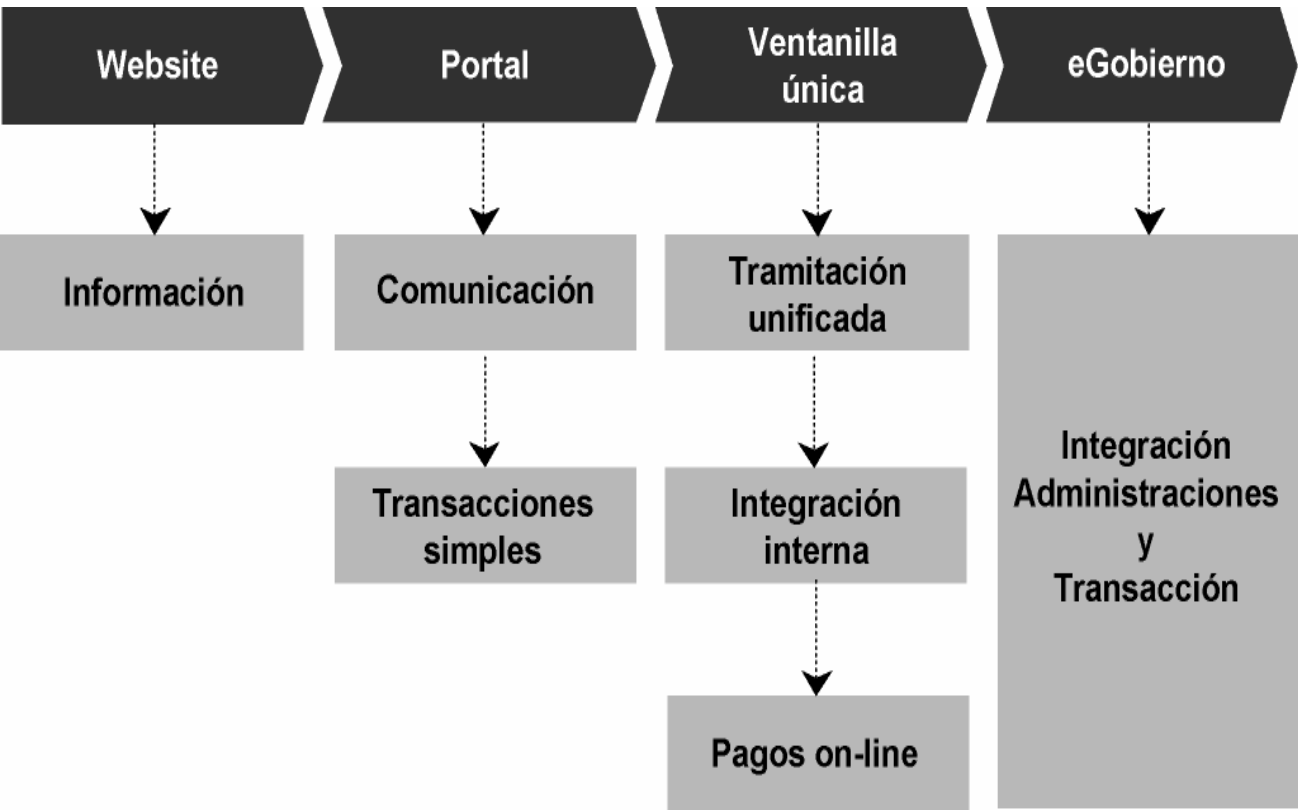 Website
Portal
Ventanilla
única
eGobierno
Información
Comunicación
Tramitación
unificada
Transacciones
simples
Integración
interna
Integración
Administraciones
y
Transacción
Pagos on-line